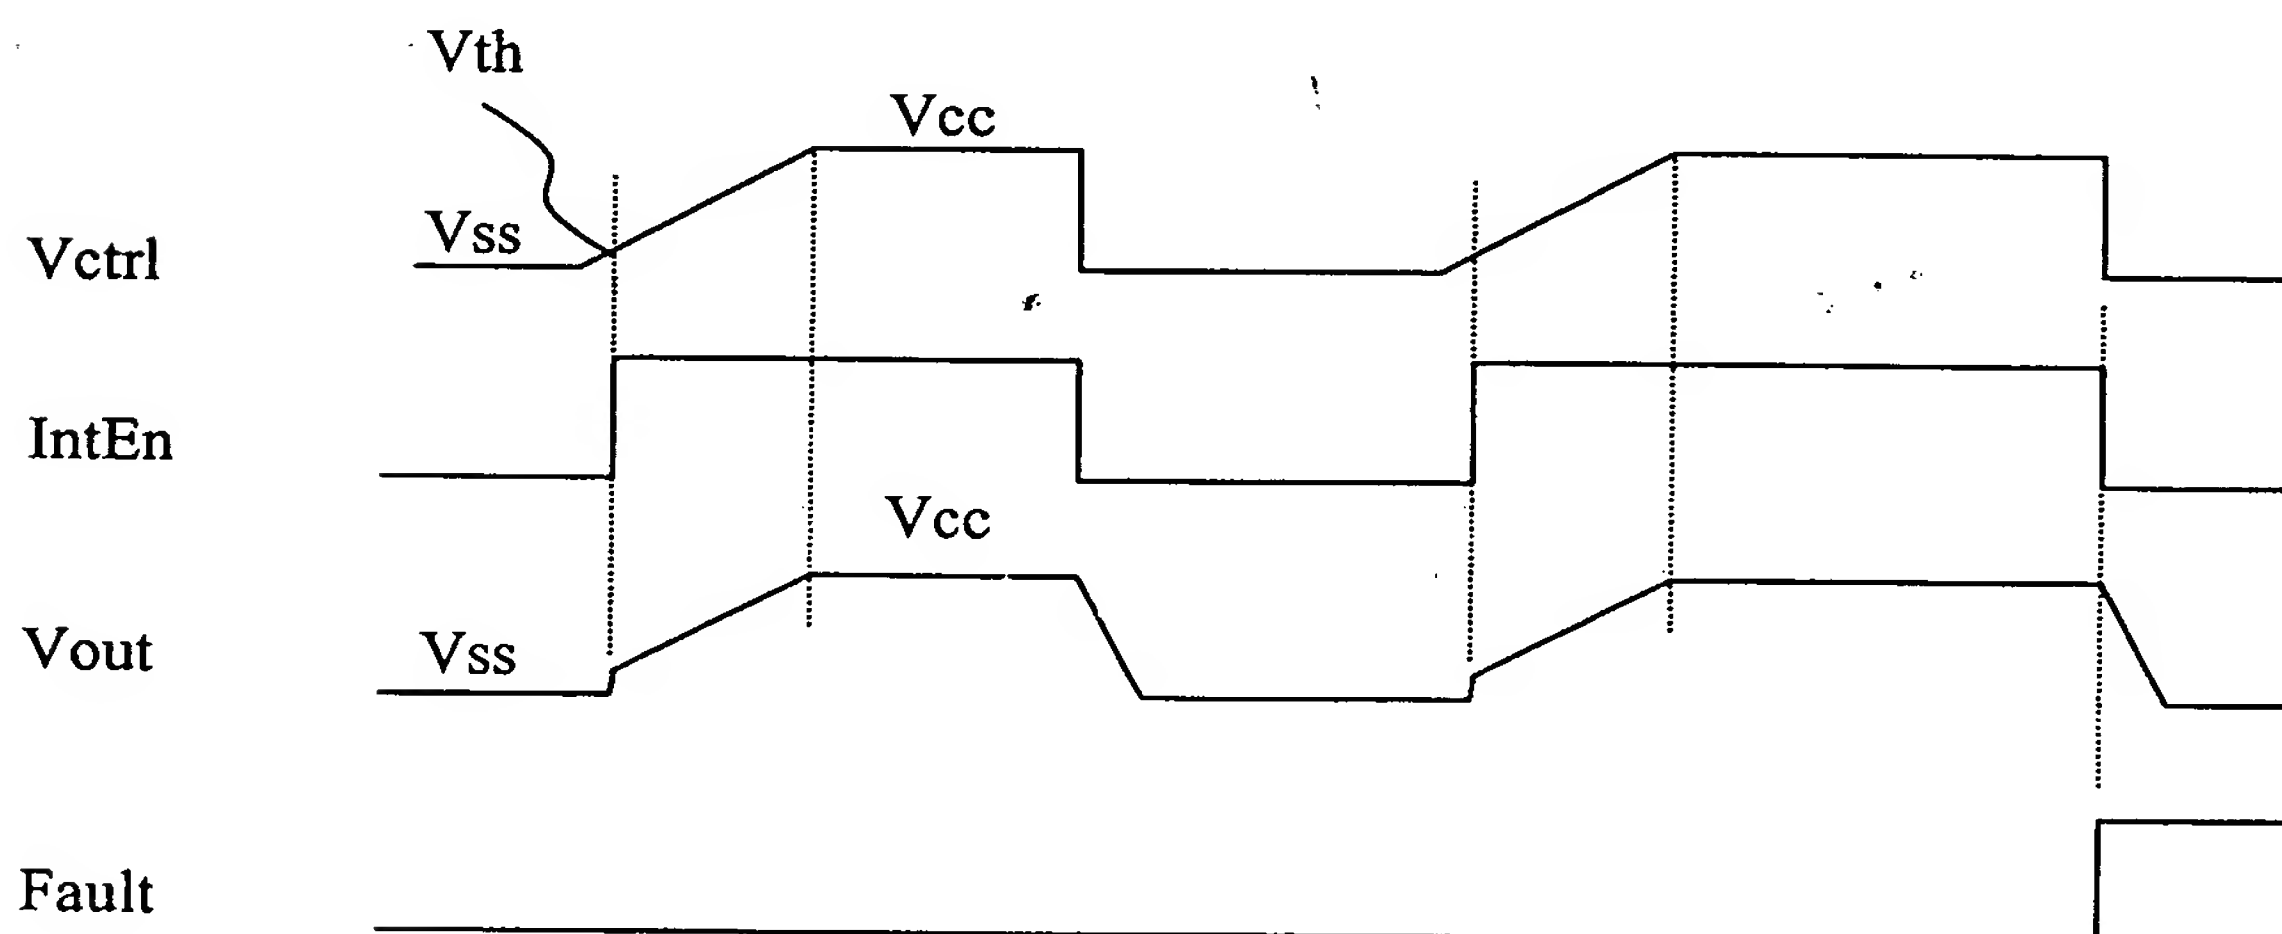 Vth
Vcc
Vss
Vctrl
IntEn
Vcc
Vss
Vout
Fault